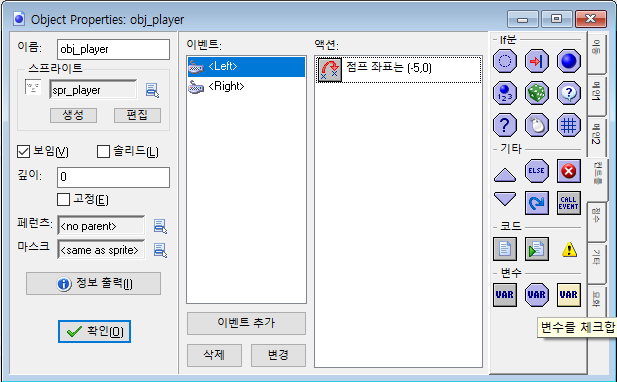 Object Properties: obj_player
이름: obj_player
스프라이트
spr_player
생성 편집
보임(V) 솔리드(L)
깊이: 0
고정(E)
페런츠: <no parent>
마스크 <same as sprite>
정보 출력(I)
확인(O)
이벤트:
<Left>
<Right>
이벤트 추가
삭제 변경
액션:
점프 좌표는 (-5,0)
If문
기타
ELSE
CALL EVENT
코드
변수
VAR VAR VAR
변수를 체크합
이동
메인1
메인2
컨트롤
점수
기타